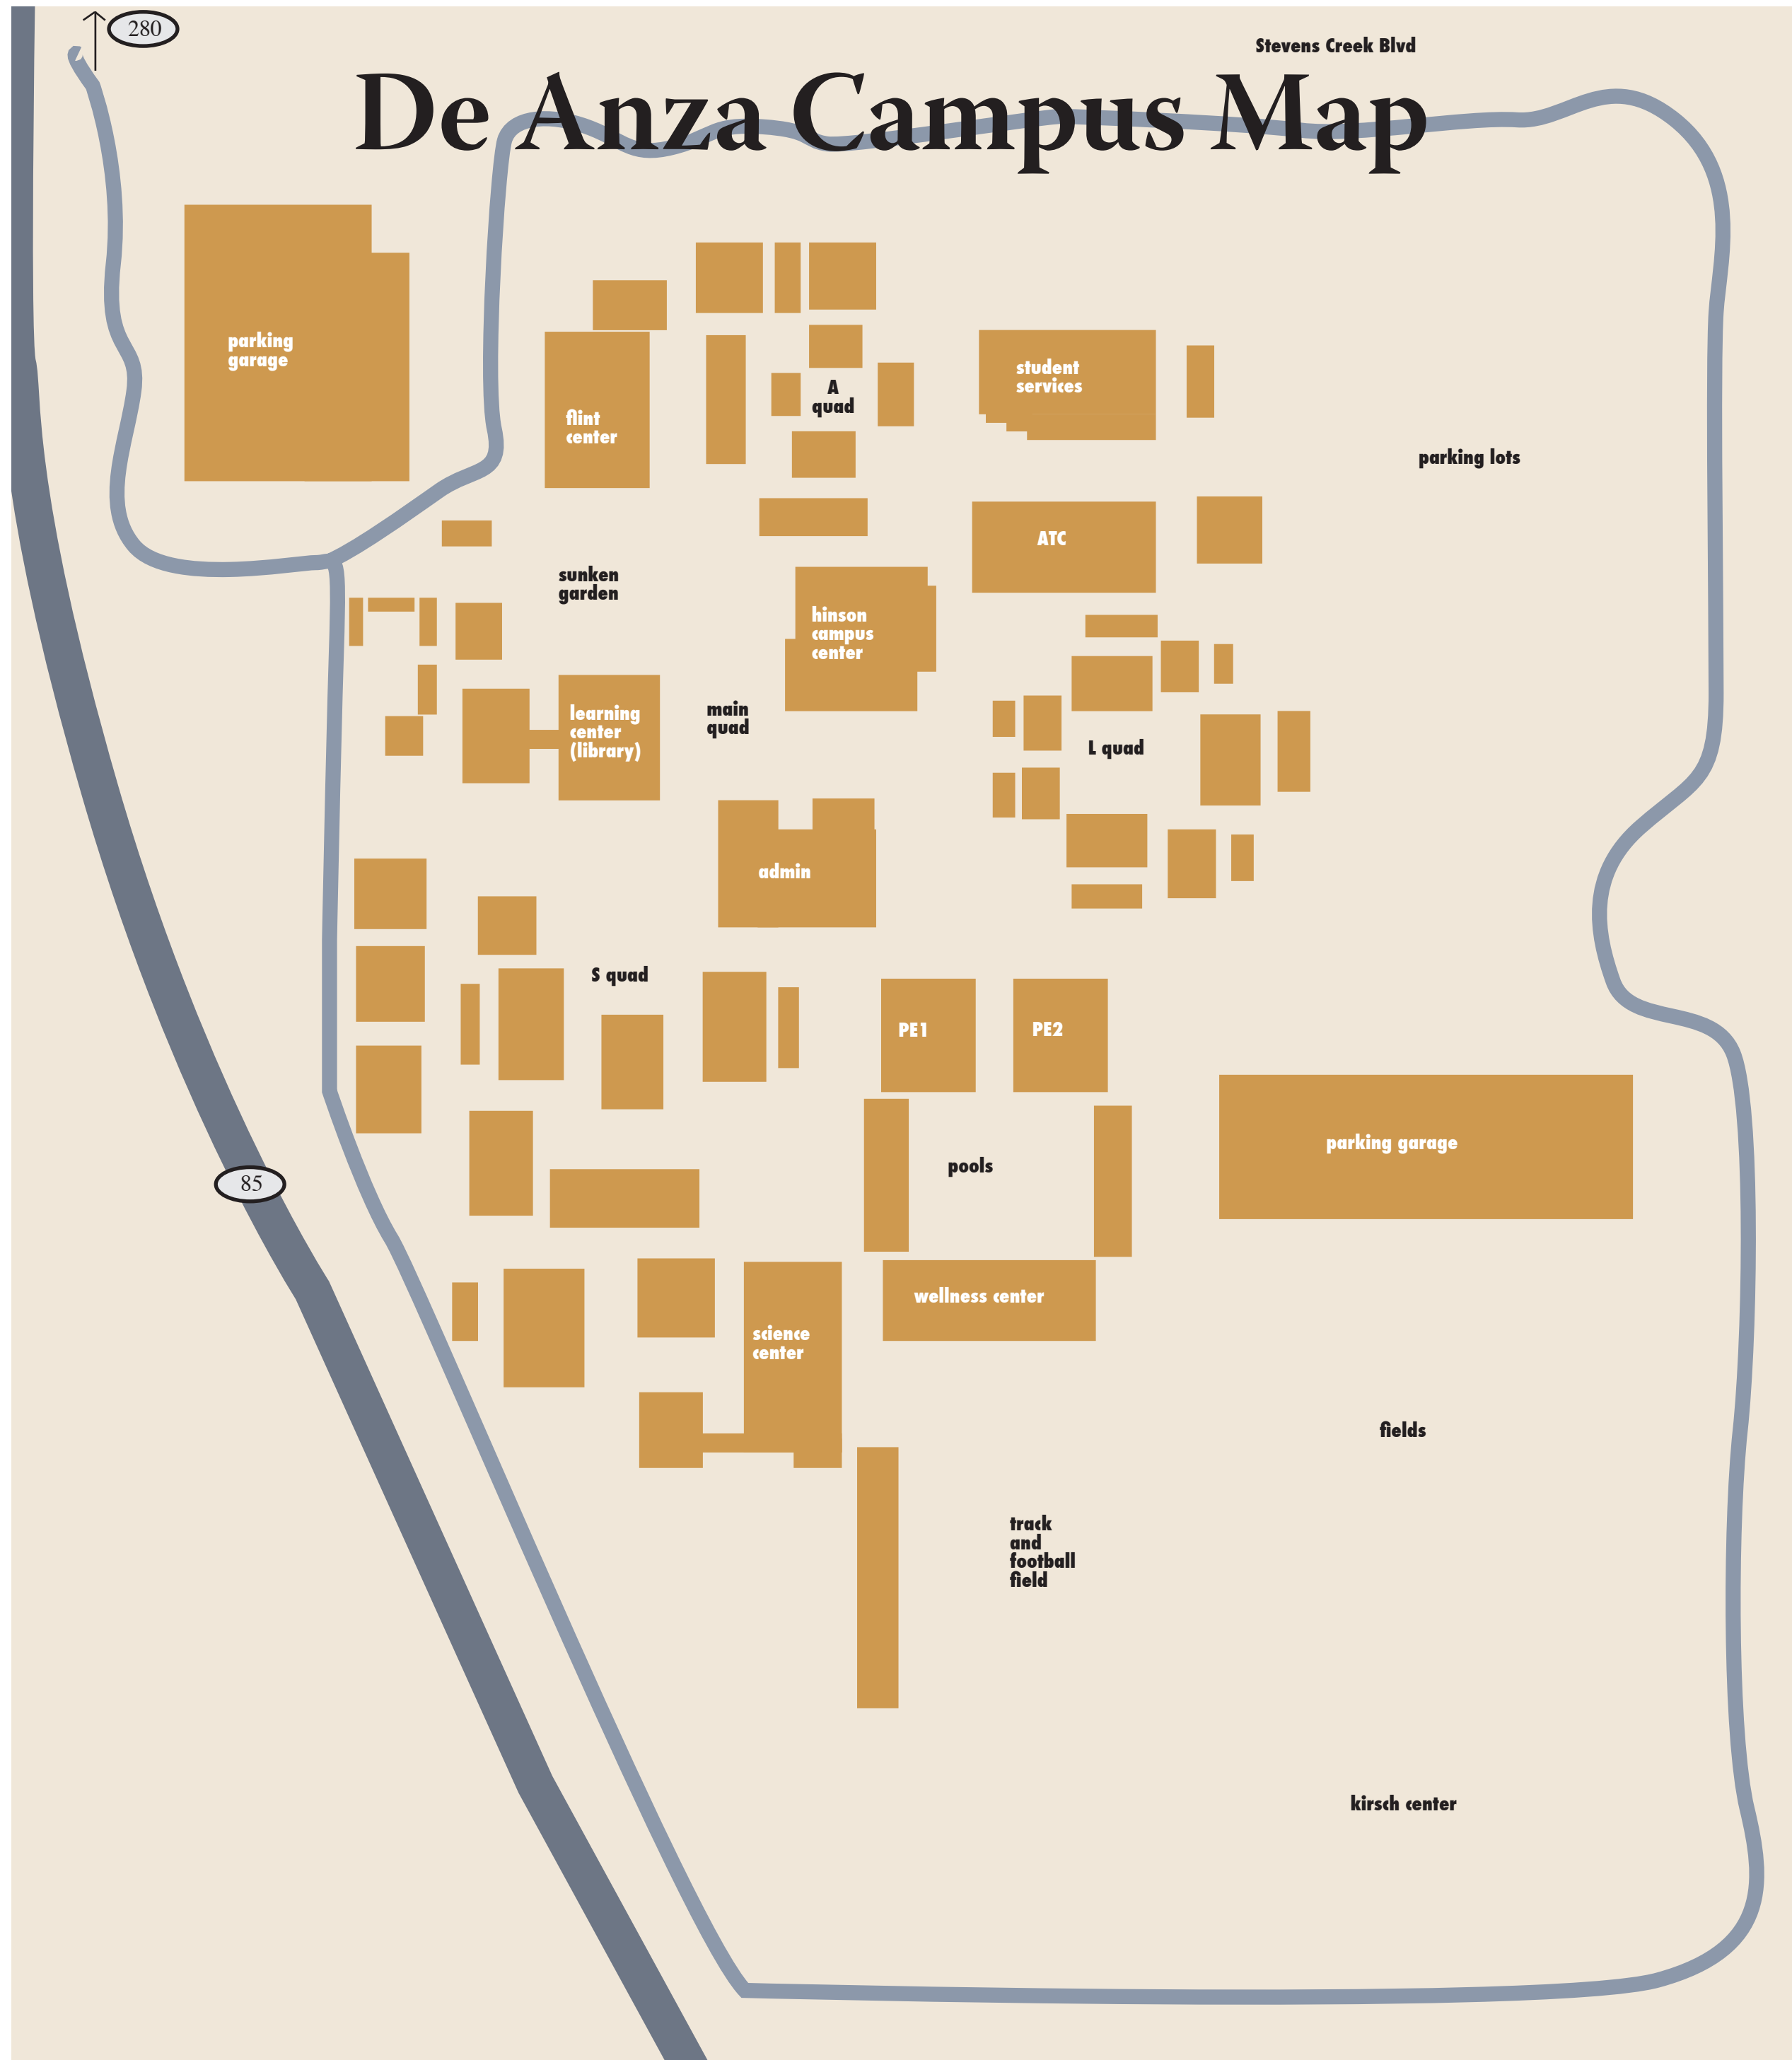 280
Stevens Creek Blvd
De Anza Campus Map
parking
garage
flint
center
A
quad
student
services
parking lots
ATC
sunken
garden
hinson
campus
center
learning
center
(library)
main
quad
L quad
admin
S quad
PE1
PE2
parking garage
pools
85
wellness center
science
center
fields
track
and
football
field
kirsch center